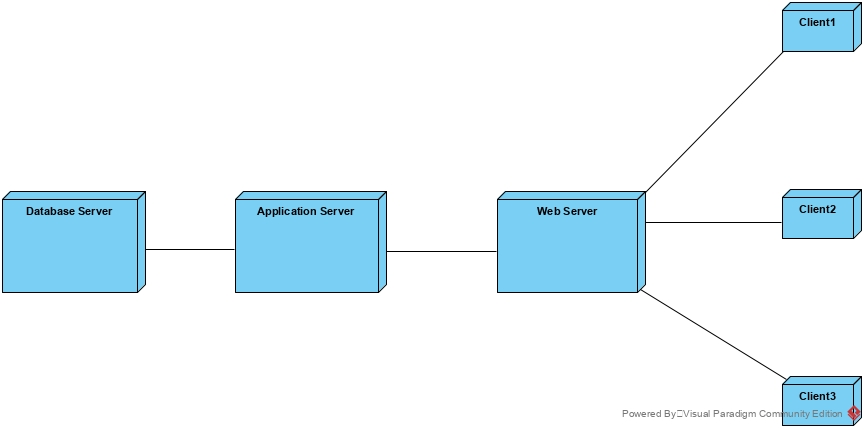 Client1
Database Server
Application Server
Web Server
Client2
Client3
Powered By Visual Paradigm Community Edition